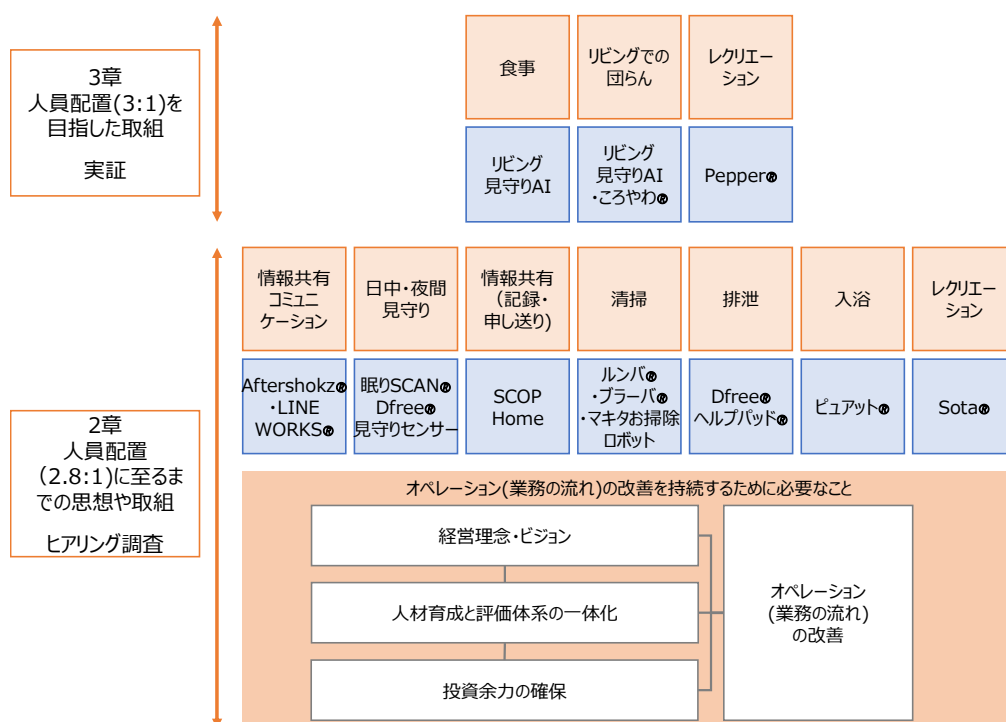 3章
人員配置(3:1)を
目指した取組
実証
食事
リビングでの
団らん
レクリエー
ション
リビング
見守りAI
リビング
見守りAI
・ころやわ®
Pepper®
2章
人員配置
（2.8:1)に至るま
での思想や取組
ヒアリング調査
情報共有
コミュニ
ケーション
日中・夜間
見守り
情報共有
（記録・
申し送り)
清掃
排泄
入浴
レクリエー
ション
Aftershokz®
・LINE
WORKS®
眠りSCAN®
Dfree®
見守りセンサー
SCOP
Home
ルンバ®
・ブラーバ®
・マキタお掃除
ロボット
Dfree®
ヘルプパッド®
ピュアット®
Sota®
オペレーション(業務の流れ)の改善を持続するために必要なこと
経営理念・ビジョン
人材育成と評価体系の一体化
投資余力の確保
オペレーション
(業務の流れ)
の改善